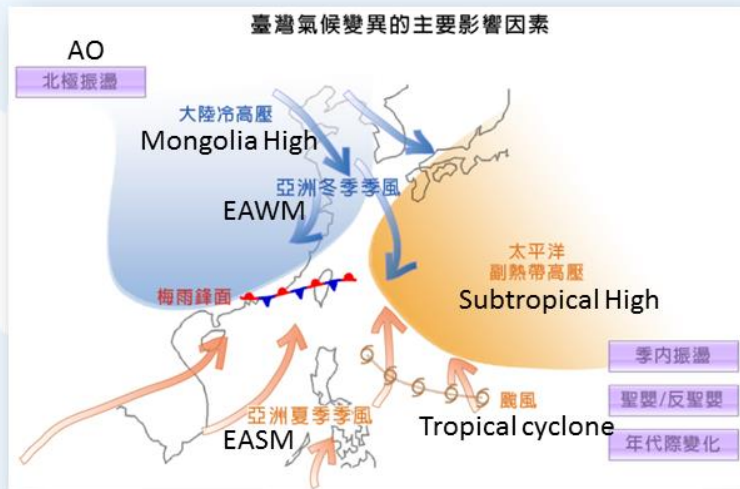 臺灣氣候變異的主要影響因素
AO
北極振盪
大陸冷高壓
Mongolia High
亞洲冬季季風
EAWM
太平洋
副熱帶高壓
Subtropical High
梅雨鋒面
季內振盪
聖嬰/反聖嬰
年代際變化
颱風
Tropical cyclone
亞洲夏季季風
EASM